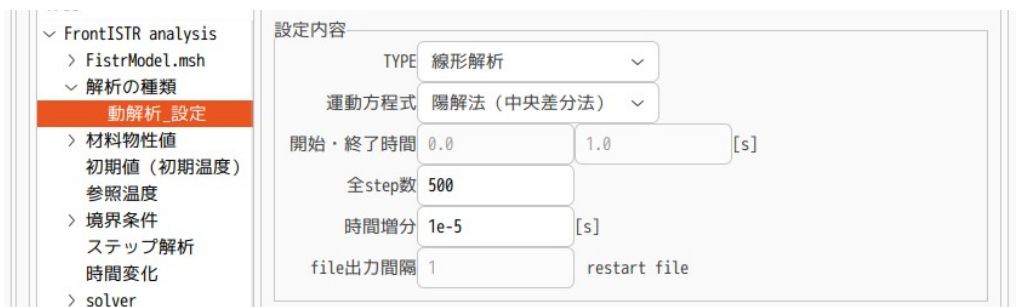 FrontISTR analysis
FistrModel.msh
解析の種類
動解析_設定
材料物性値
初期値（初期温度）
参照温度
境界条件
ステップ解析
時間変化
solver
設定内容
TYPE 線形解析
運動方程式 陽解法（中央差分法）
開始・終了時間 0.0 1.0 [s]
全step数 500
時間増分 1e-5 [s]
file出力間隔 1 restart file